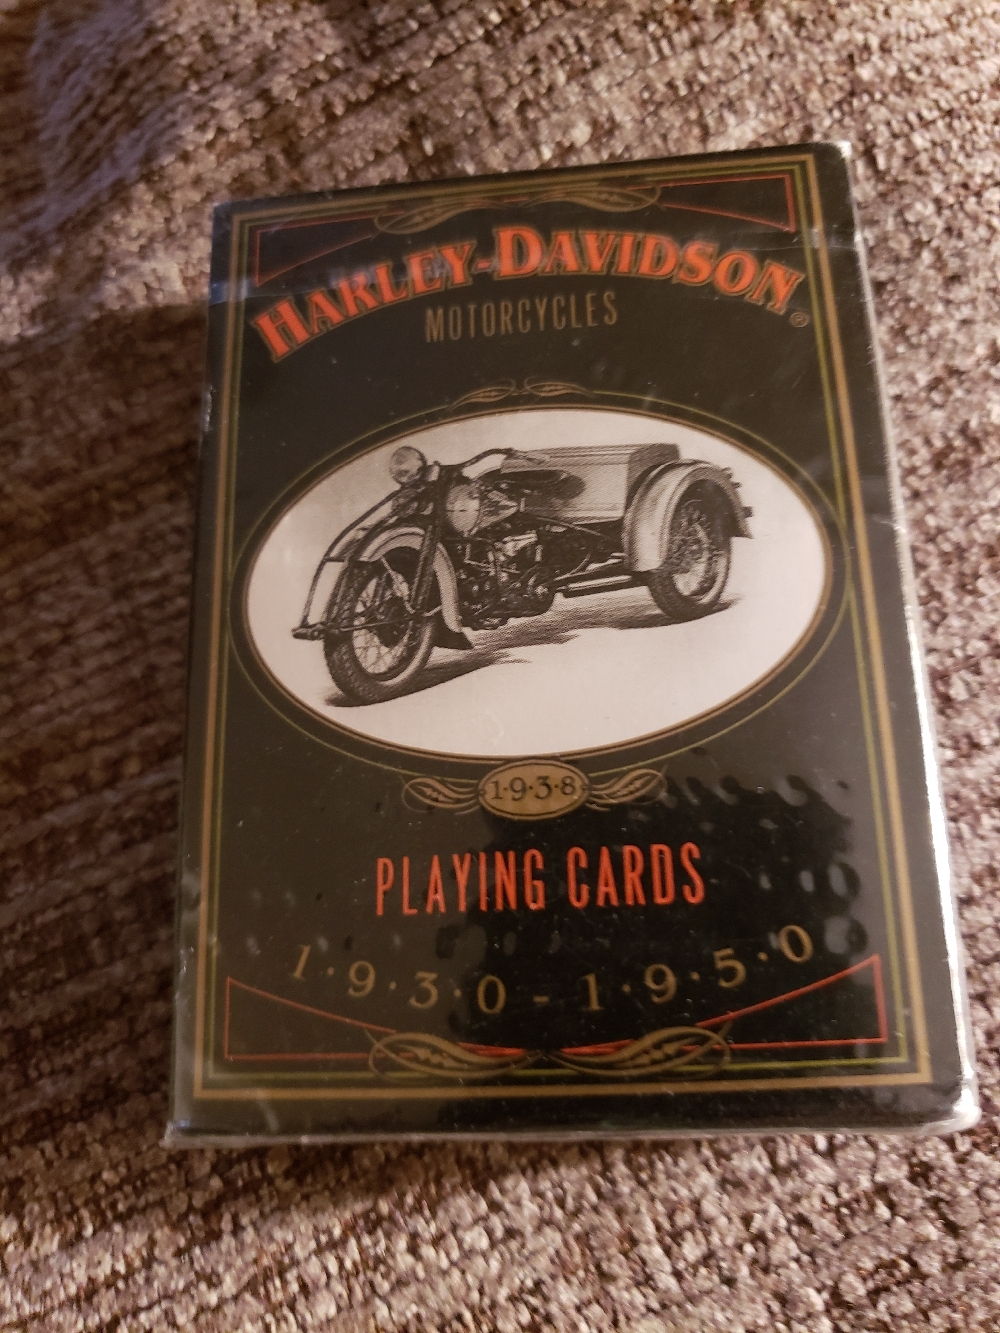 HARLEY-DAVIDSON®
MOTORCYCLES
1·9·3·8
PLAYING CARDS
1·9·3·0 - 1·9·5·0